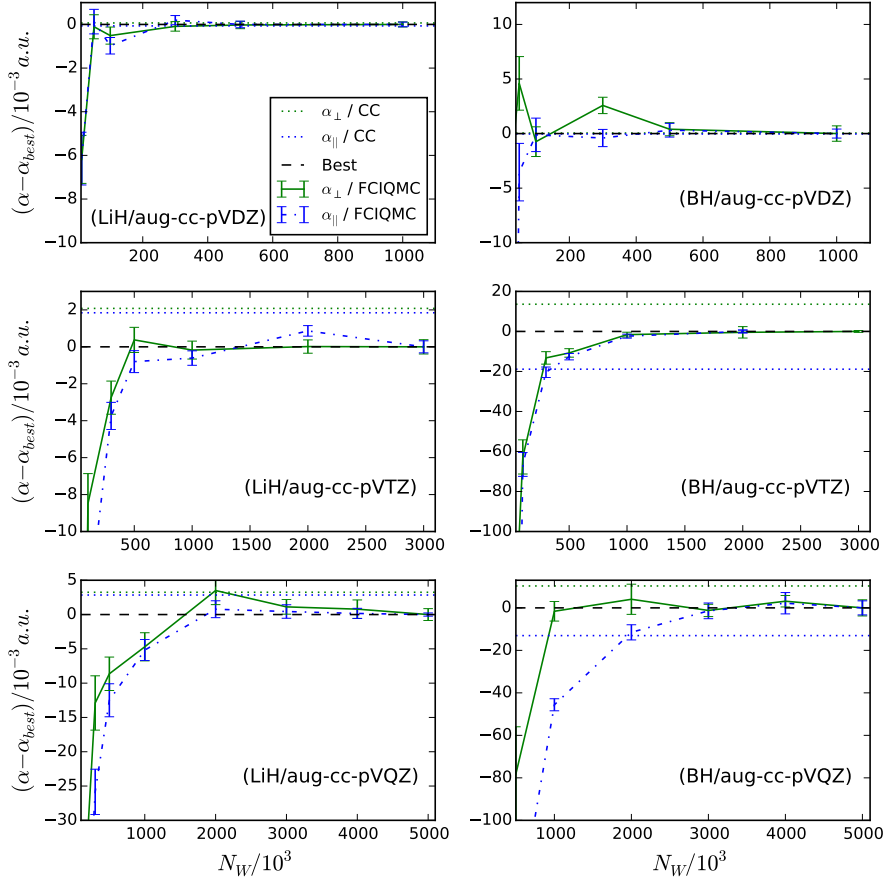 (α−α_best)/10⁻³ a.u.
0
−2
−4
−6
−8
−10
200 400 600 800 1000
α⊥ / CC
α|| / CC
Best
α⊥ / FCIQMC
α|| / FCIQMC
(LiH/aug-cc-pVDZ)
10
5
0
−5
−10
200 400 600 800 1000
(BH/aug-cc-pVDZ)
(α−α_best)/10⁻³ a.u.
2
0
−2
−4
−6
−8
−10
500 1000 1500 2000 2500 3000
(LiH/aug-cc-pVTZ)
20
0
−20
−40
−60
−80
−100
500 1000 1500 2000 2500 3000
(BH/aug-cc-pVTZ)
(α−α_best)/10⁻³ a.u.
5
0
−5
−10
−15
−20
−25
−30
1000 2000 3000 4000 5000
(LiH/aug-cc-pVQZ)
N_W/10³
0
−20
−40
−60
−80
−100
1000 2000 3000 4000 5000
(BH/aug-cc-pVQZ)
N_W/10³